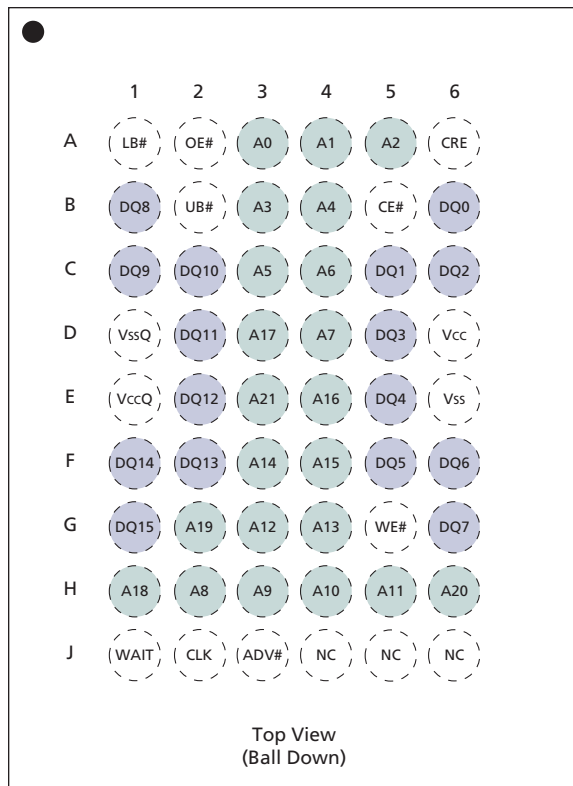 1 2 3 4 5 6
A LB# OE# A0 A1 A2 CRE
B DQ8 UB# A3 A4 CE# DQ0
C DQ9 DQ10 A5 A6 DQ1 DQ2
D VssQ DQ11 A17 A7 DQ3 Vcc
E VccQ DQ12 A21 A16 DQ4 Vss
F DQ14 DQ13 A14 A15 DQ5 DQ6
G DQ15 A19 A12 A13 WE# DQ7
H A18 A8 A9 A10 A11 A20
J WAIT CLK ADV# NC NC NC
Top View
(Ball Down)